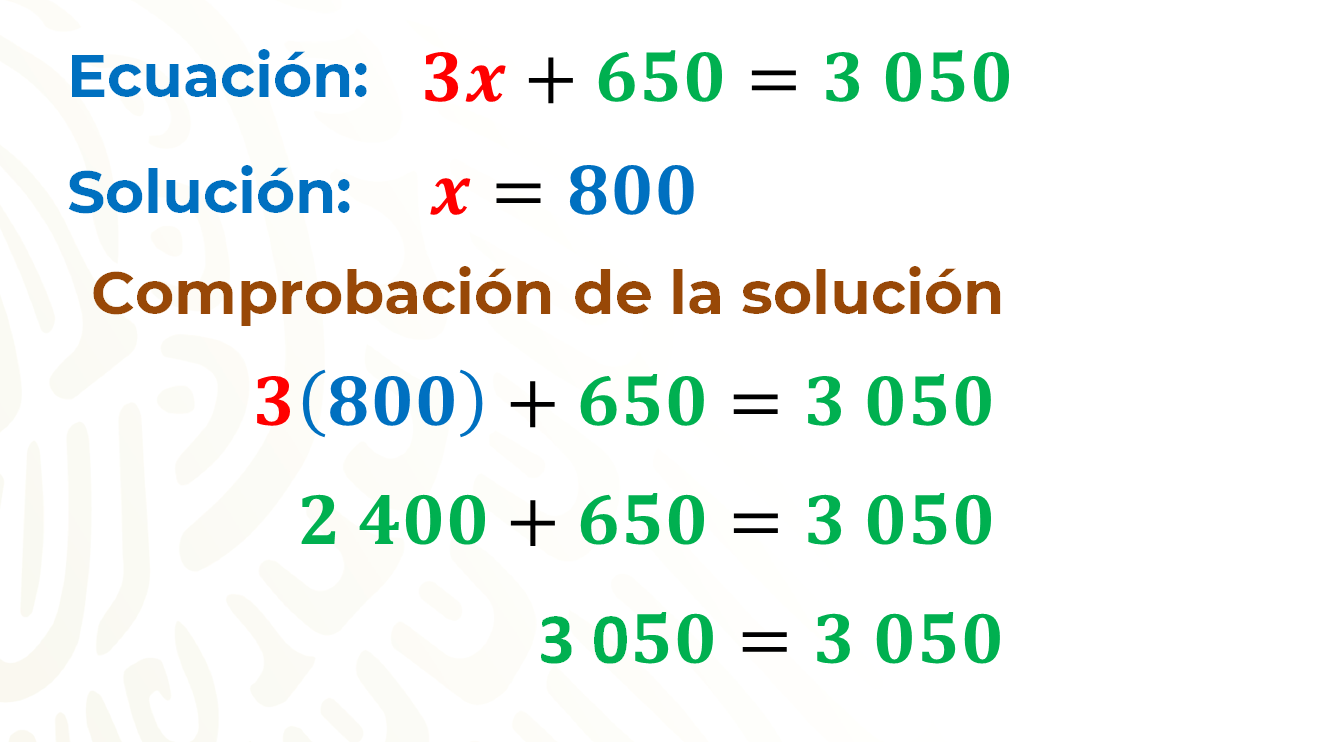 Ecuación: 3x + 650 = 3 050
Solución: x = 800
Comprobación de la solución
3(800) + 650 = 3 050
2 400 + 650 = 3 050
3 050 = 3 050